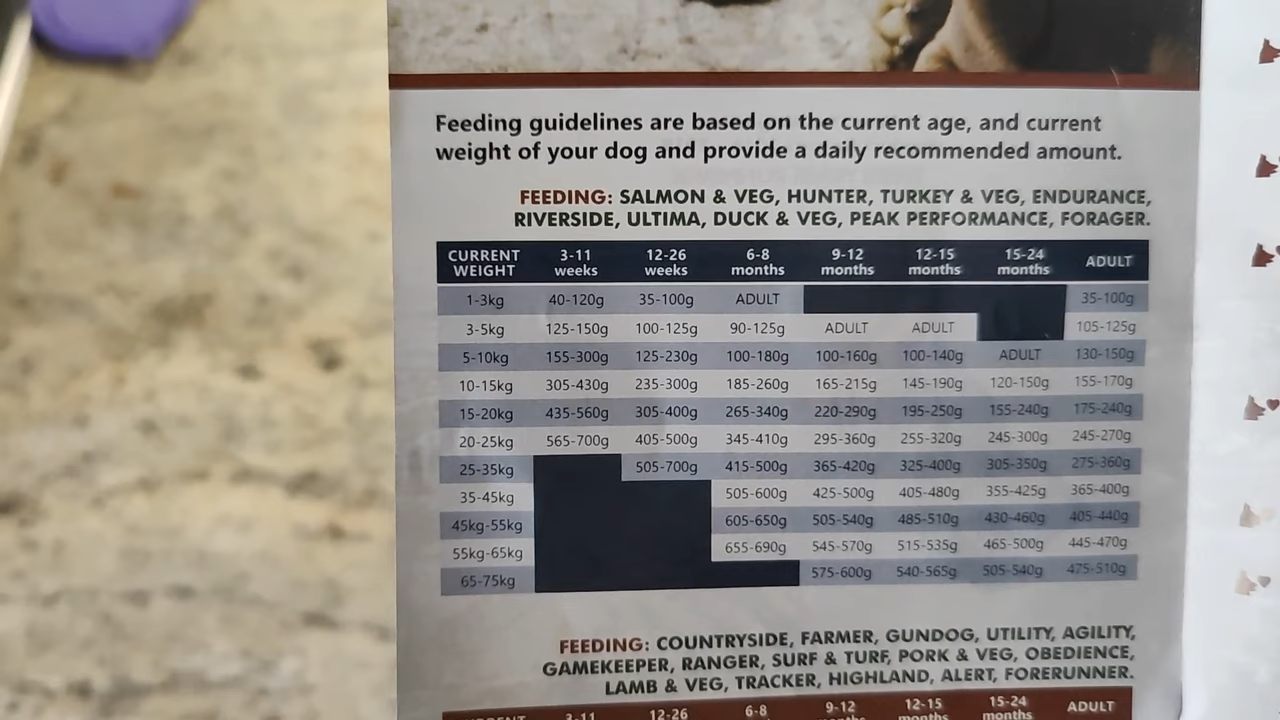 Feeding guidelines are based on the current age, and current
weight of your dog and provide a daily recommended amount.
FEEDING: SALMON & VEG, HUNTER, TURKEY & VEG, ENDURANCE,
RIVERSIDE, ULTIMA, DUCK & VEG, PEAK PERFORMANCE, FORAGER.
CURRENT WEIGHT 3-11 weeks 12-26 weeks 6-8 months 9-12 months 12-15 months 15-24 months ADULT
1-3kg 40-120g 35-100g ADULT 35-100g
3-5kg 125-150g 100-125g 90-125g ADULT ADULT 105-125g
5-10kg 155-300g 125-230g 100-180g 100-160g 100-140g ADULT 130-150g
10-15kg 305-430g 235-300g 185-260g 165-215g 145-190g 120-150g 155-170g
15-20kg 435-560g 305-400g 265-340g 220-290g 195-250g 155-240g 175-240g
20-25kg 565-700g 405-500g 345-410g 295-360g 255-320g 245-300g 245-270g
25-35kg 505-700g 415-500g 365-420g 325-400g 305-350g 275-360g
35-45kg 505-600g 425-500g 405-480g 355-425g 365-400g
45kg-55kg 605-650g 505-540g 485-510g 430-460g 405-440g
55kg-65kg 655-690g 545-570g 515-535g 465-500g 445-470g
65-75kg 575-600g 540-565g 505-540g 475-510g
FEEDING: COUNTRYSIDE, FARMER, GUNDOG, UTILITY, AGILITY,
GAMEKEEPER, RANGER, SURF & TURF, PORK & VEG, OBEDIENCE,
LAMB & VEG, TRACKER, HIGHLAND, ALERT, FORERUNNER.
3-11 12-26 6-8 9-12 months 12-15 months 15-24 months ADULT